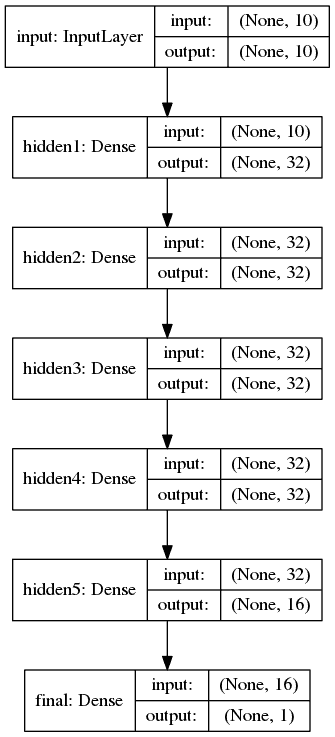 input: InputLayer
input: (None, 10)
output: (None, 10)
hidden1: Dense
input: (None, 10)
output: (None, 32)
hidden2: Dense
input: (None, 32)
output: (None, 32)
hidden3: Dense
input: (None, 32)
output: (None, 32)
hidden4: Dense
input: (None, 32)
output: (None, 32)
hidden5: Dense
input: (None, 32)
output: (None, 16)
final: Dense
input: (None, 16)
output: (None, 1)